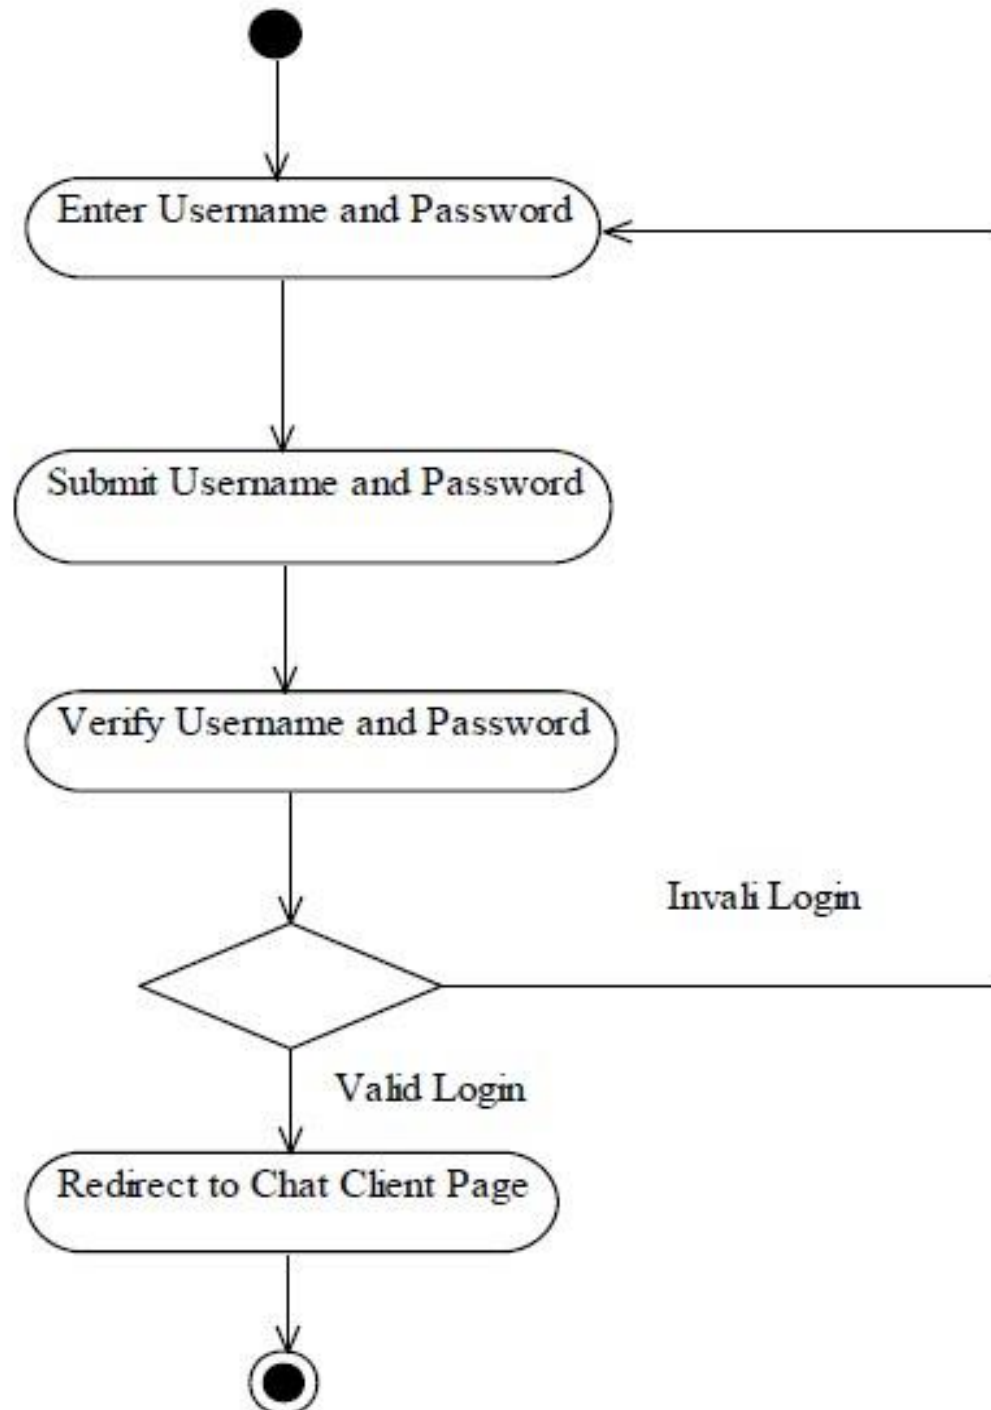 Enter Username and Password
Submit Username and Password
Verify Username and Password
Invali Login
Valid Login
Redirect to Chat Client Page